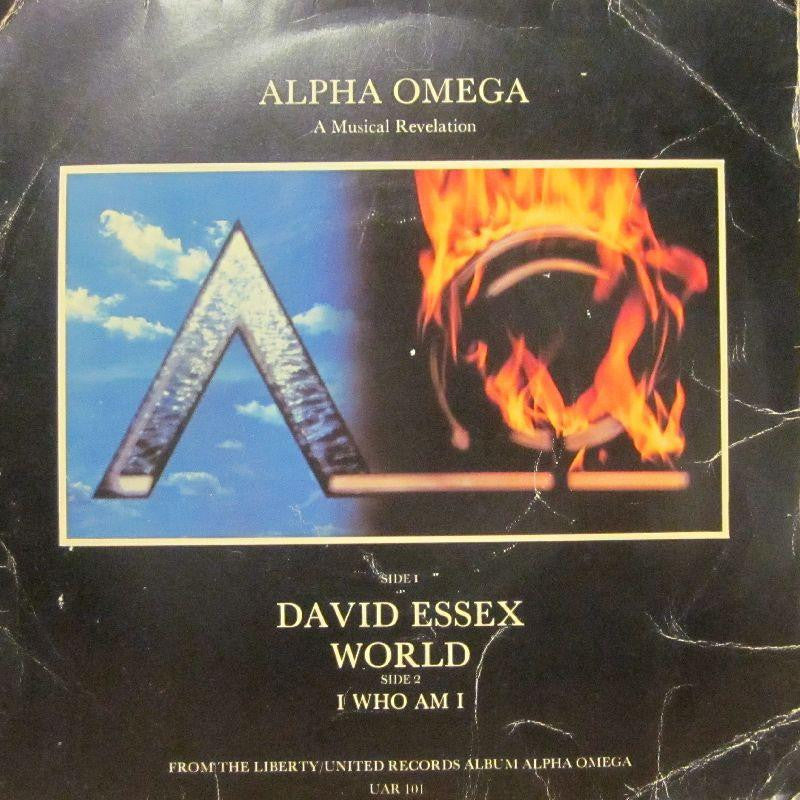 ALPHA OMEGA
A Musical Revelation
SIDE 1
DAVID ESSEX
WORLD
SIDE 2
I WHO AM I
FROM THE LIBERTY/UNITED RECORDS ALBUM ALPHA OMEGA
UAR 101